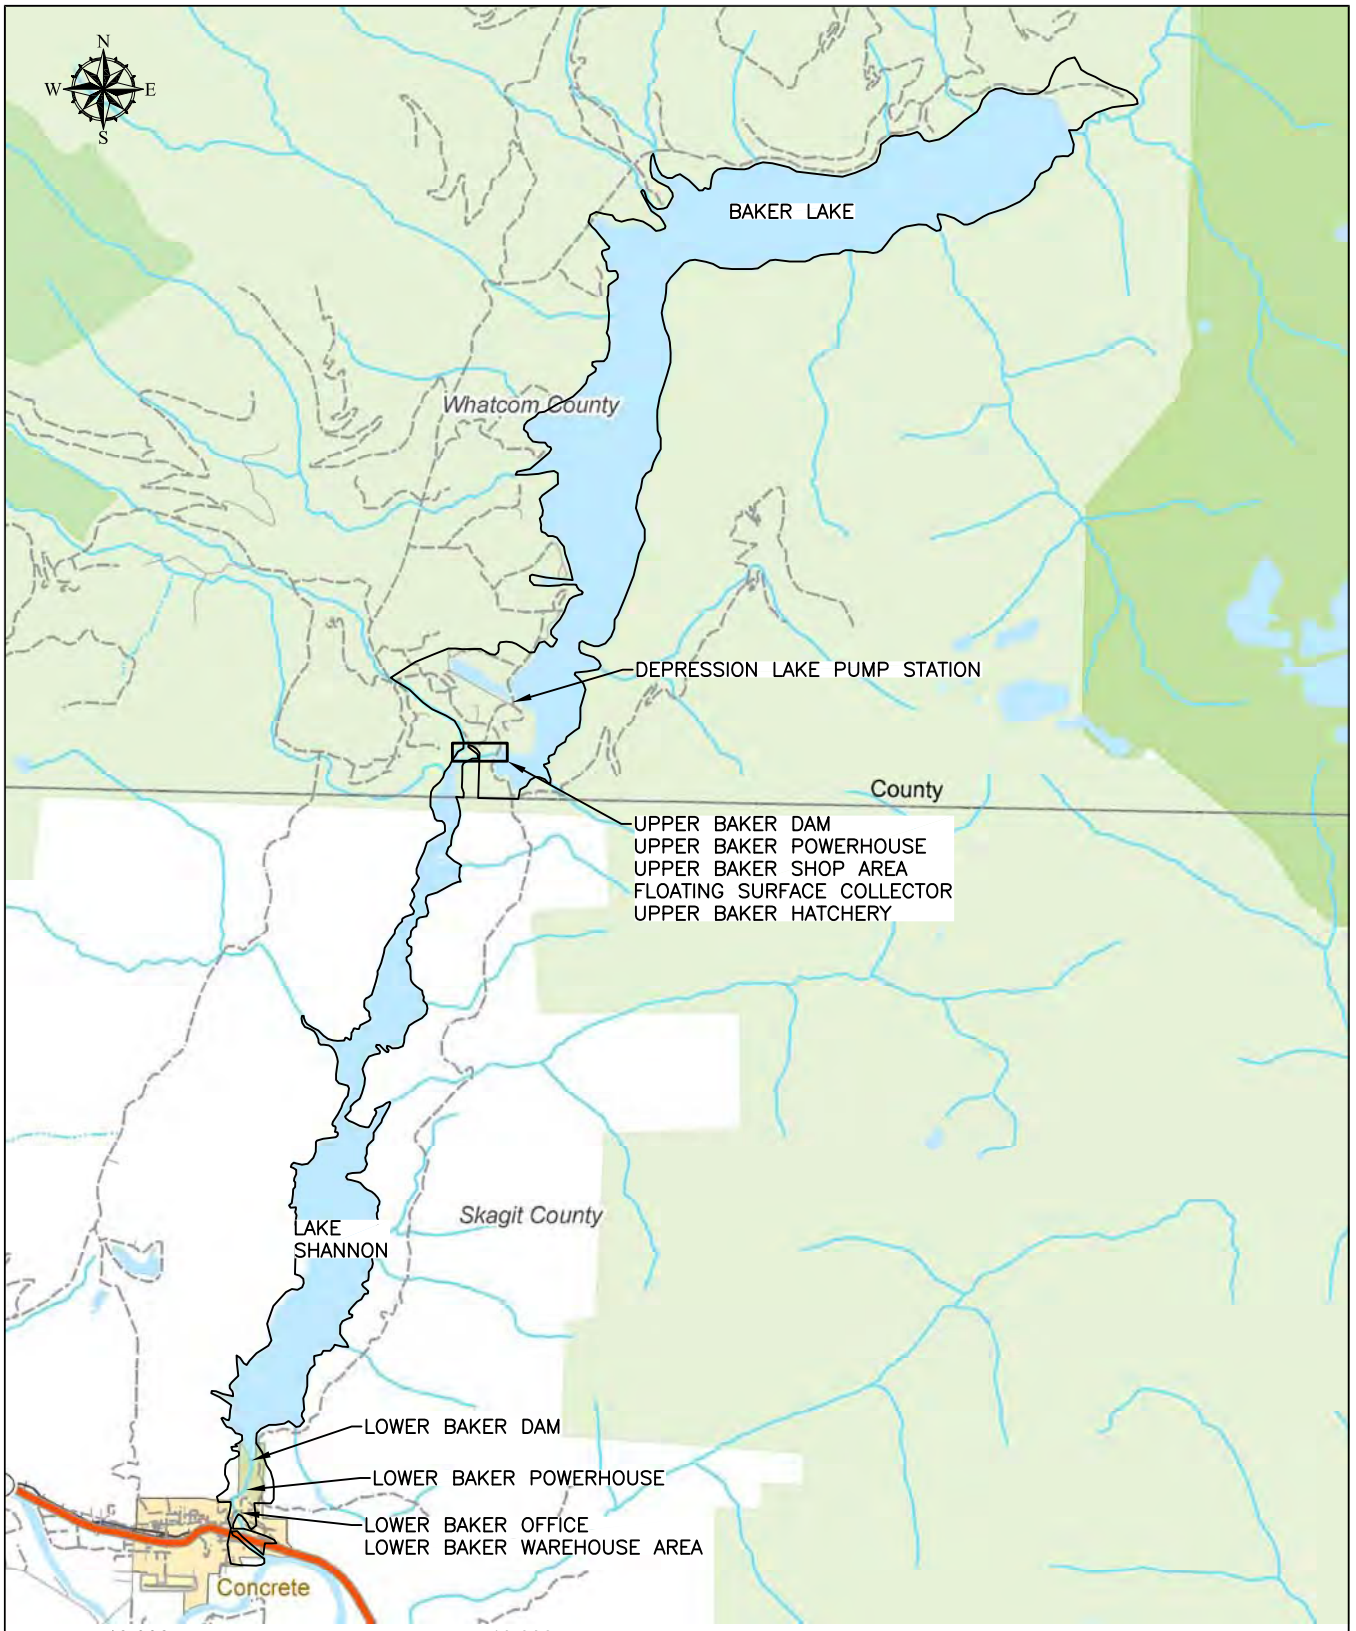 N
W E
S
BAKER LAKE
Whatcom County
DEPRESSION LAKE PUMP STATION
County
UPPER BAKER DAM
UPPER BAKER POWERHOUSE
UPPER BAKER SHOP AREA
FLOATING SURFACE COLLECTOR
UPPER BAKER HATCHERY
Skagit County
LAKE
SHANNON
LOWER BAKER DAM
LOWER BAKER POWERHOUSE
LOWER BAKER OFFICE
LOWER BAKER WAREHOUSE AREA
Concrete